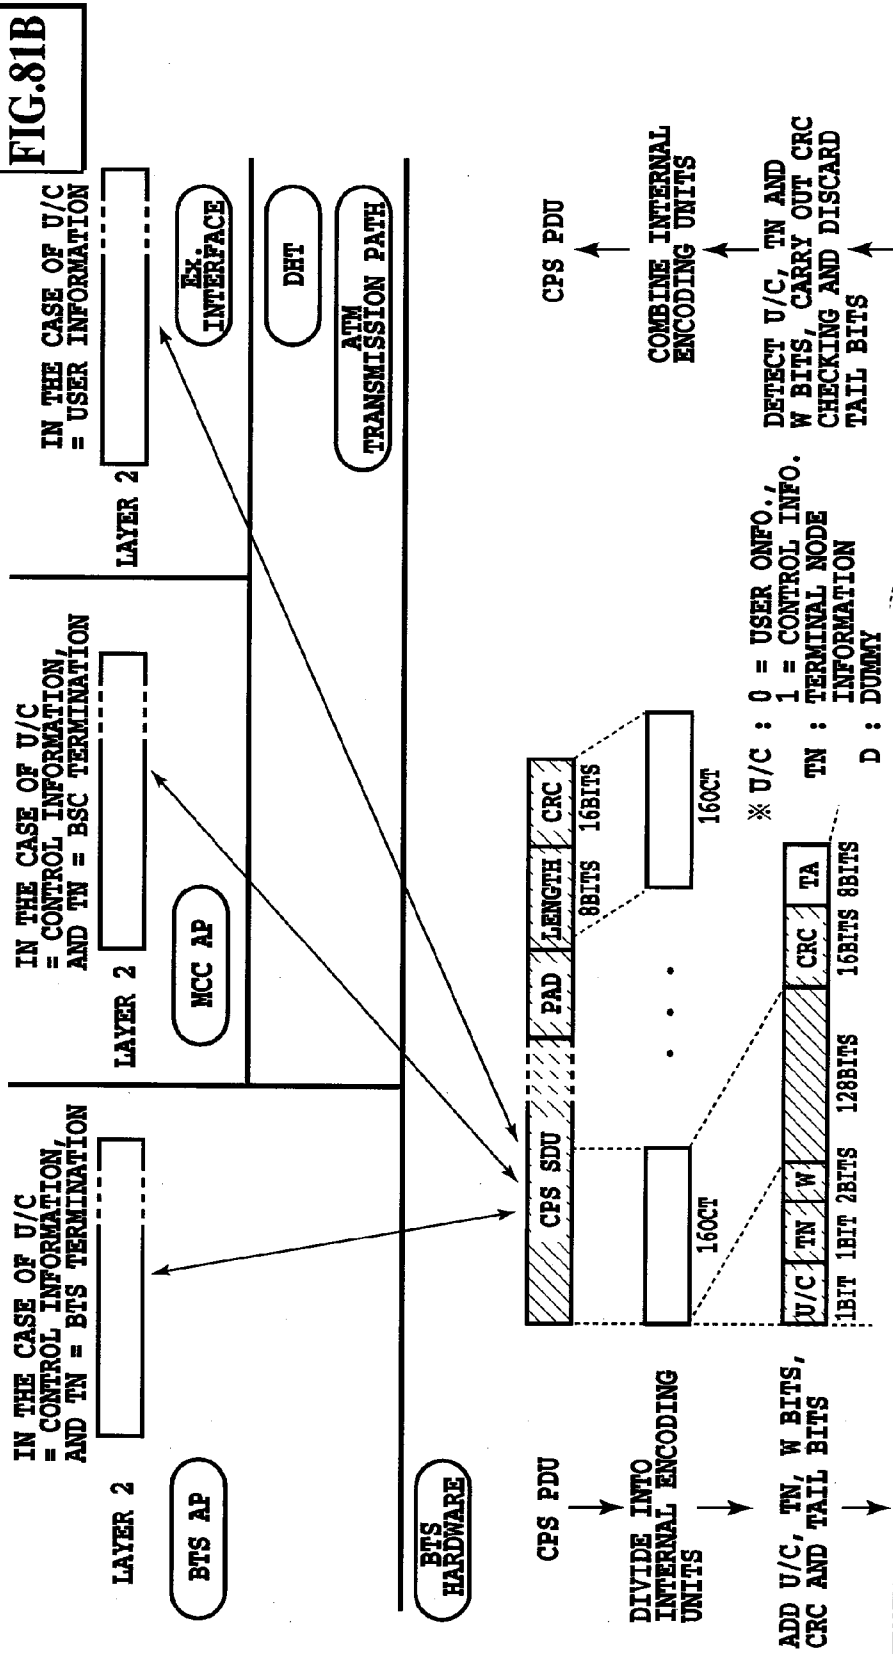 FIG.81B
IN THE CASE OF U/C
= CONTROL INFORMATION,
AND TN = BTS TERMINATION
LAYER 2
BTS AP
IN THE CASE OF U/C
= CONTROL INFORMATION,
AND TN = BSC TERMINATION
LAYER 2
MCC AP
IN THE CASE OF U/C
= USER INFORMATION
LAYER 2
Ex.
INTERFACE
DHT
ATM
TRANSMISSION PATH
BTS
HARDWARE
CPS PDU
DIVIDE INTO
INTERNAL ENCODING
UNITS
ADD U/C, TN, W BITS,
CRC AND TAIL BITS
CPS SDU
PAD
LENGTH
CRC
8BITS
16BITS
16OCT
• • •
16OCT
U/C
TN
W
CRC
TA
1BIT
1BIT
2BITS
128BITS
16BITS
8BITS
※ U/C : 0 = USER ONFO.,
1 = CONTROL INFO.
TN : TERMINAL NODE
INFORMATION
D : DUMMY
CPS PDU
COMBINE INTERNAL
ENCODING UNITS
DETECT U/C, TN AND
W BITS, CARRY OUT CRC
CHECKING AND DISCARD
TAIL BITS